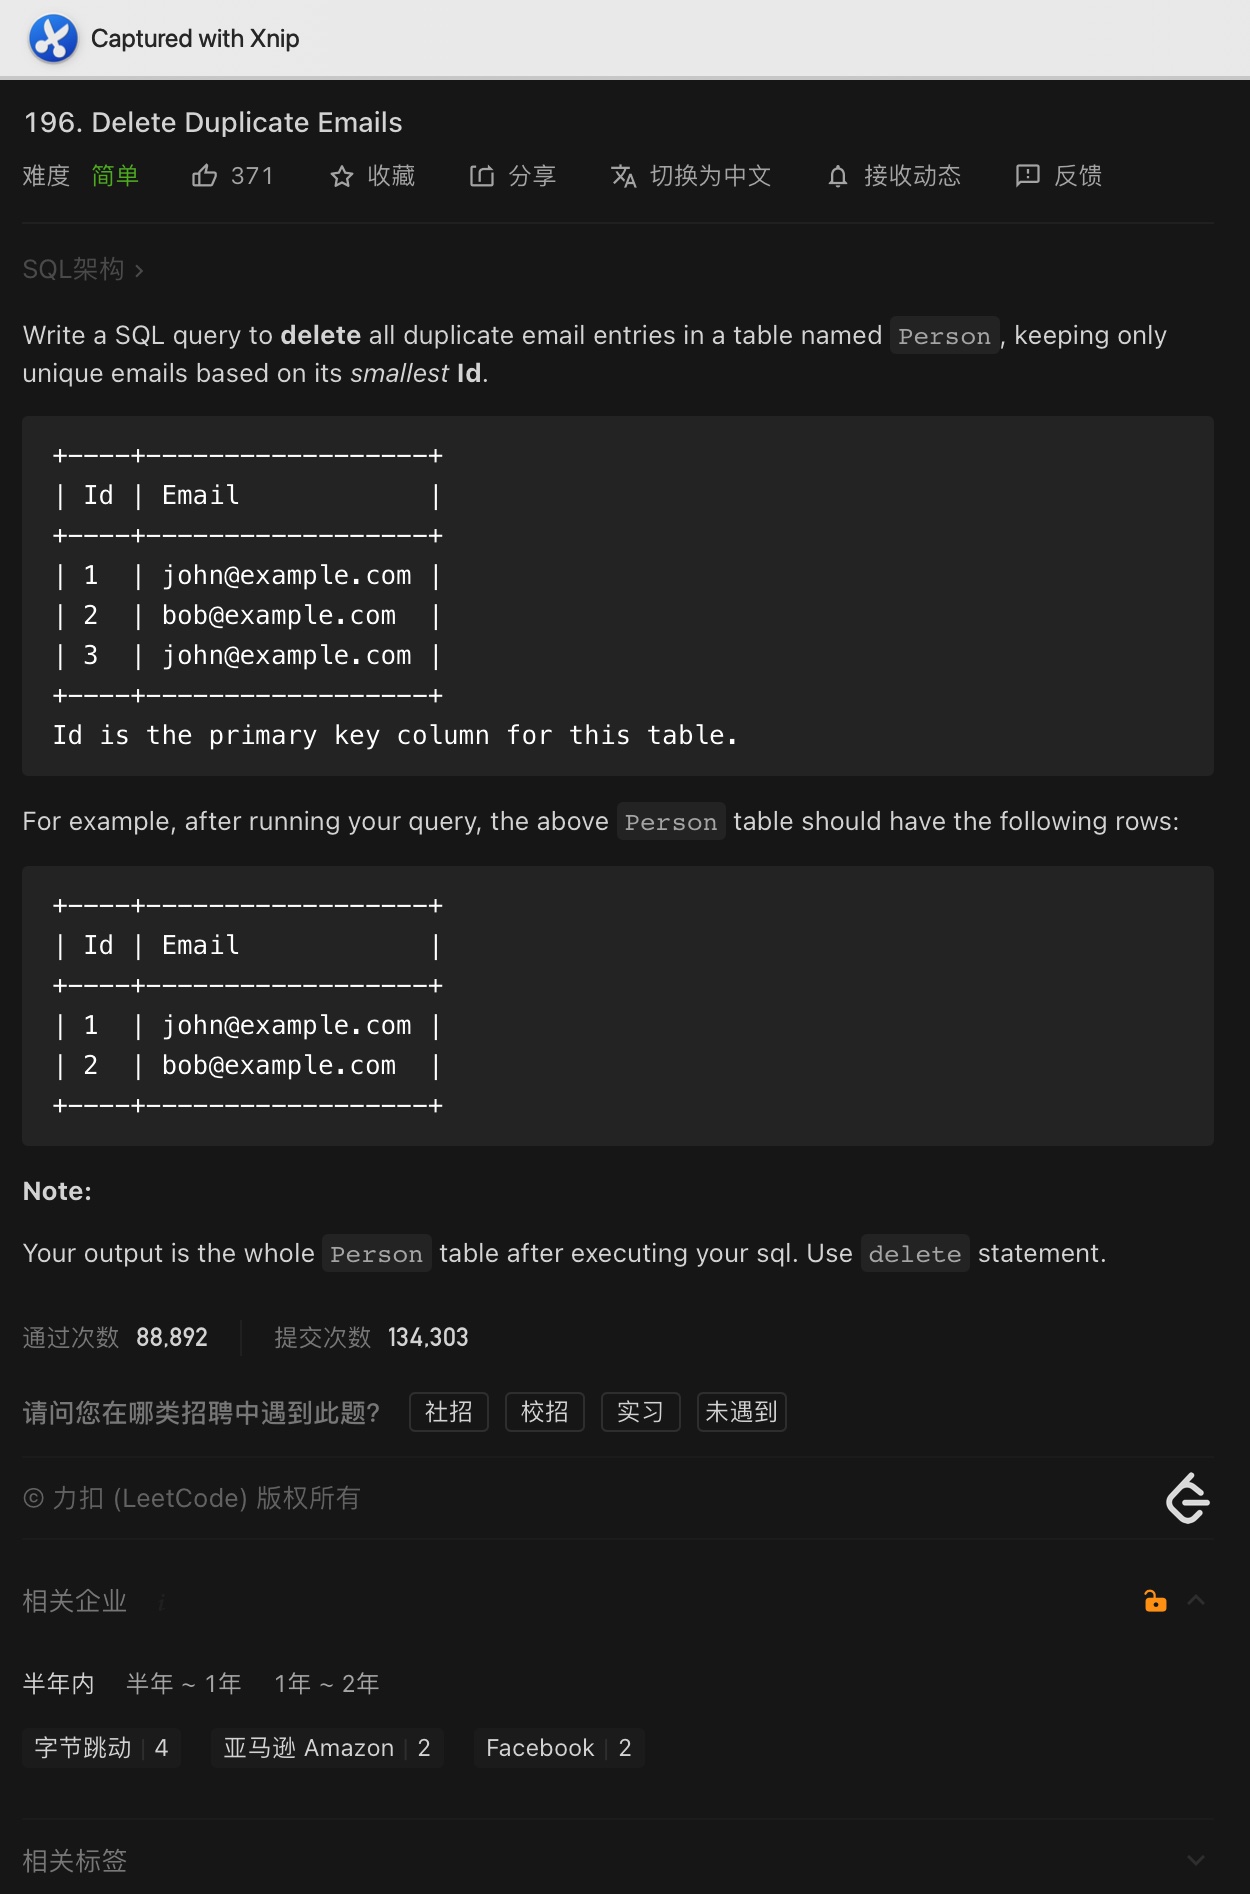 Captured with Xnip
196. Delete Duplicate Emails
难度 简单 371 收藏 分享 切换为中文 接收动态 反馈
SQL架构 >
Write a SQL query to delete all duplicate email entries in a table named Person, keeping only
unique emails based on its smallest Id.
+----+------------------+
| Id | Email            |
+----+------------------+
| 1  | john@example.com |
| 2  | bob@example.com  |
| 3  | john@example.com |
+----+------------------+
Id is the primary key column for this table.
For example, after running your query, the above Person table should have the following rows:
+----+------------------+
| Id | Email            |
+----+------------------+
| 1  | john@example.com |
| 2  | bob@example.com  |
+----+------------------+
Note:
Your output is the whole Person table after executing your sql. Use delete statement.
通过次数 88,892 提交次数 134,303
请问您在哪类招聘中遇到此题? 社招 校招 实习 未遇到
© 力扣 (LeetCode) 版权所有
相关企业 i
半年内 半年 ~ 1年 1年 ~ 2年
字节跳动 | 4 亚马逊 Amazon | 2 Facebook | 2
相关标签